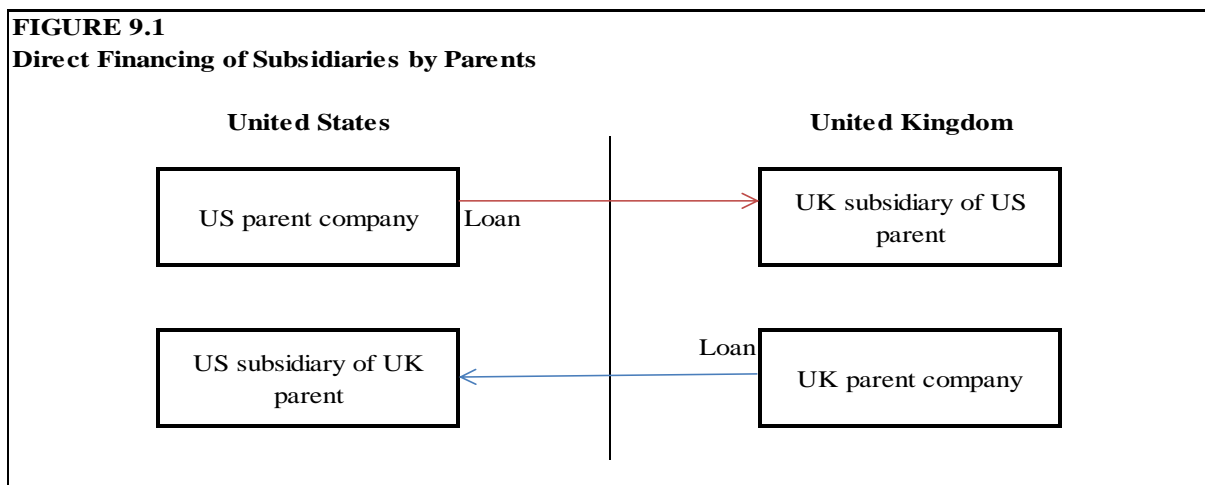 FIGURE 9.1
Direct Financing of Subsidiaries by Parents
United States
United Kingdom
US parent company
Loan
UK subsidiary of US
parent
US subsidiary of UK
parent
Loan
UK parent company